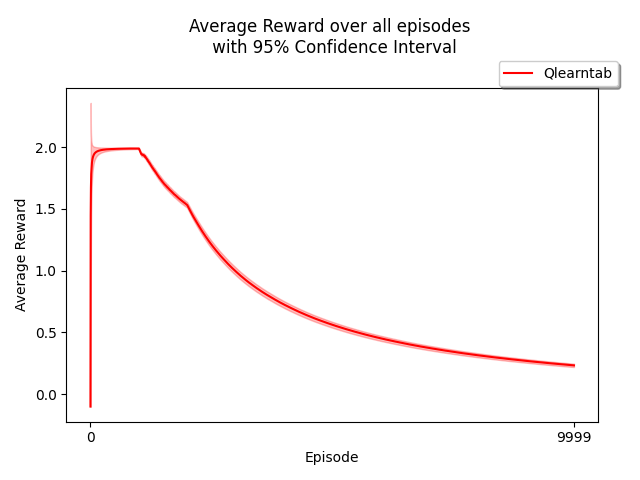 Average Reward over all episodes
with 95% Confidence Interval
Qlearntab
2.0
1.5
1.0
0.5
0.0
Average Reward
0
9999
Episode